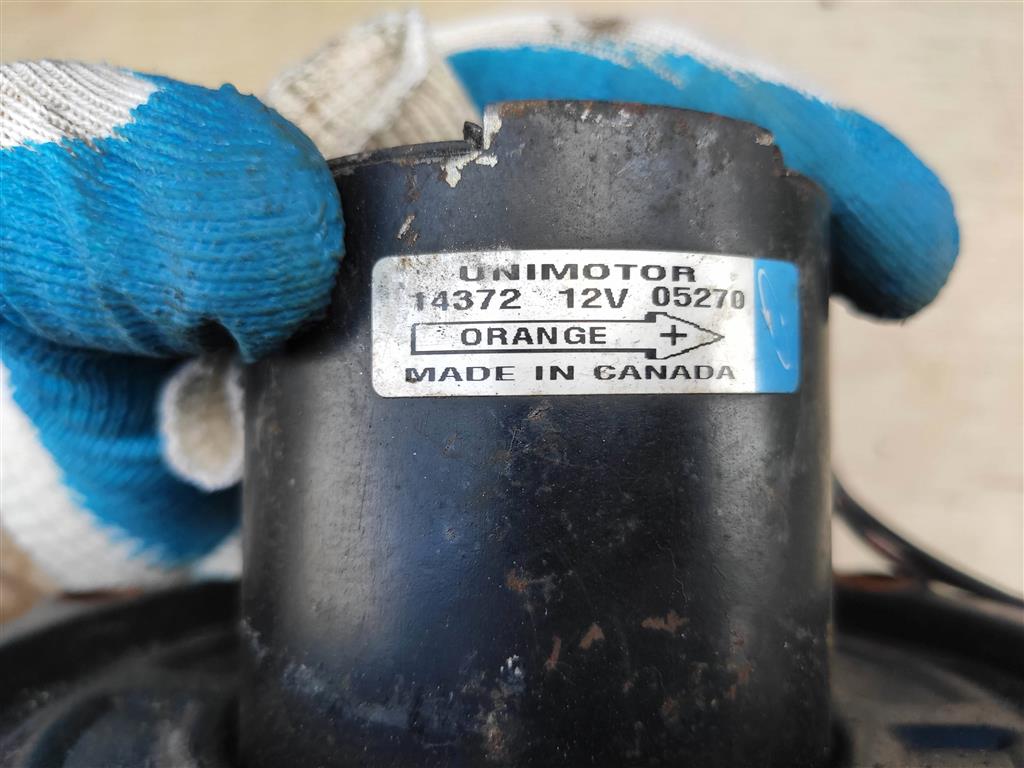 UNIMOTOR
14372 12V 05270
ORANGE +
MADE IN CANADA